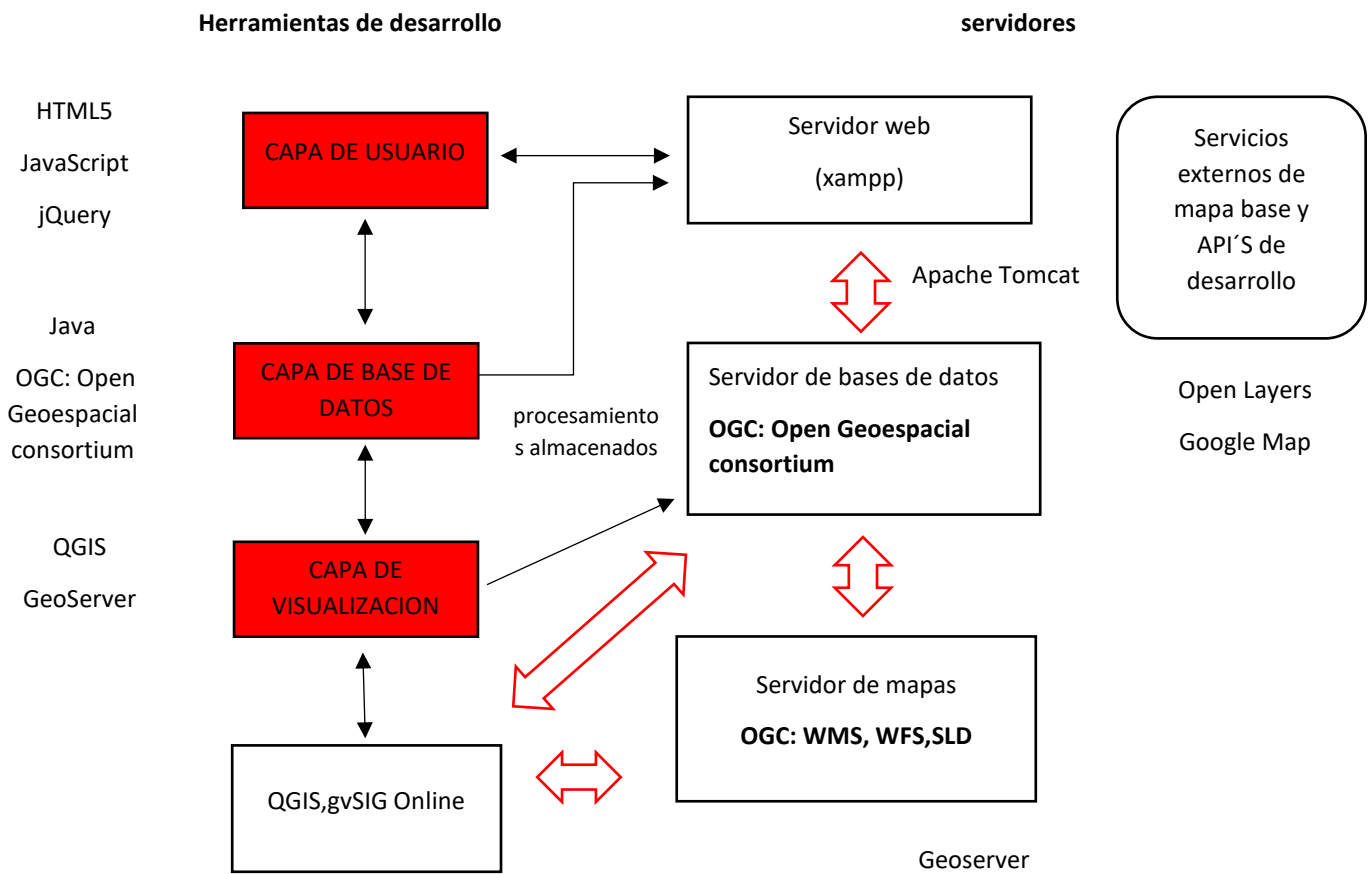 Herramientas de desarrollo
servidores
HTML5
JavaScript
jQuery
CAPA DE USUARIO
Servidor web
(xampp)
Servicios
externos de
mapa base y
API´S de
desarrollo
Apache Tomcat
Java
OGC: Open
Geoespacial
consortium
CAPA DE BASE DE
DATOS
procesamiento
s almacenados
Servidor de bases de datos
OGC: Open Geoespacial
consortium
Open Layers
Google Map
QGIS
GeoServer
CAPA DE
VISUALIZACION
Servidor de mapas
OGC: WMS, WFS,SLD
QGIS,gvSIG Online
Geoserver